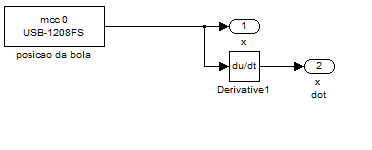 mcc 0
USB-1208FS
posicao da bola
1
x
du/dt
Derivative1
2
x
dot